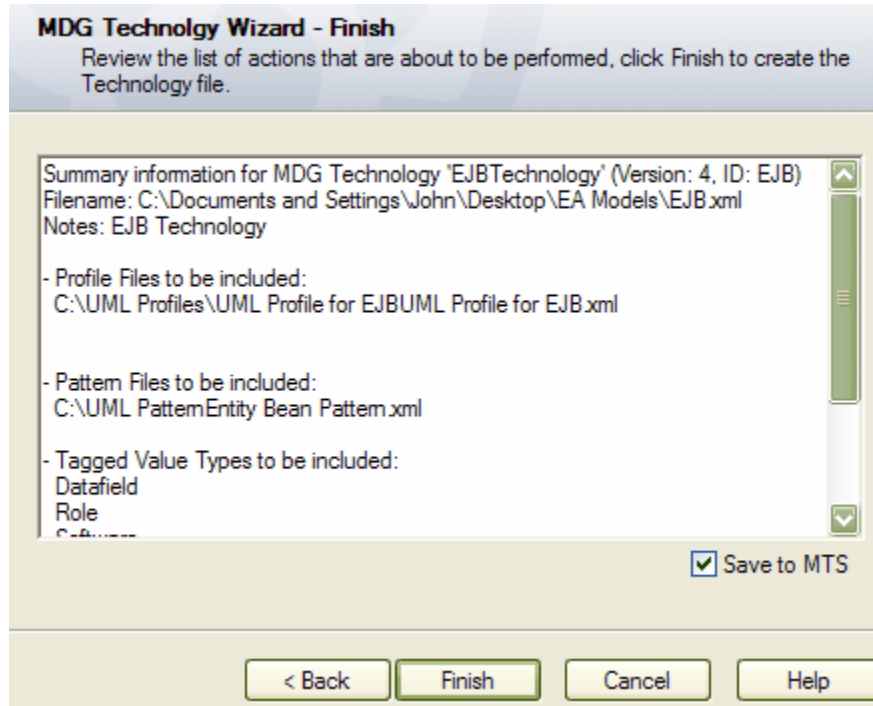 MDG Technolgy Wizard - Finish
Review the list of actions that are about to be performed, click Finish to create the
Technology file.
Summary information for MDG Technology 'EJBTechnology' (Version: 4, ID: EJB)
Filename: C:\Documents and Settings\John\Desktop\EA Models\EJB.xml
Notes: EJB Technology
- Profile Files to be included:
C:\UML Profiles\UML Profile for EJBUML Profile for EJB.xml
- Pattern Files to be included:
C:\UML PatternEntity Bean Pattern.xml
- Tagged Value Types to be included:
Datafield
Role
Save to MTS
< Back Finish Cancel Help